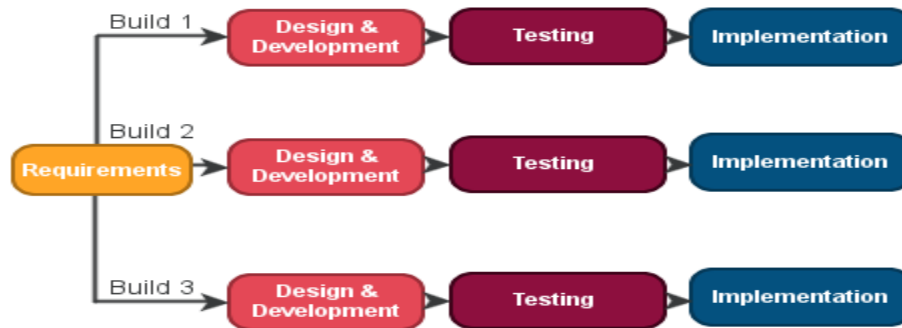 Build 1
Design &
Development
Testing
Implementation
Build 2
Requirements
Design &
Development
Testing
Implementation
Build 3
Design &
Development
Testing
Implementation